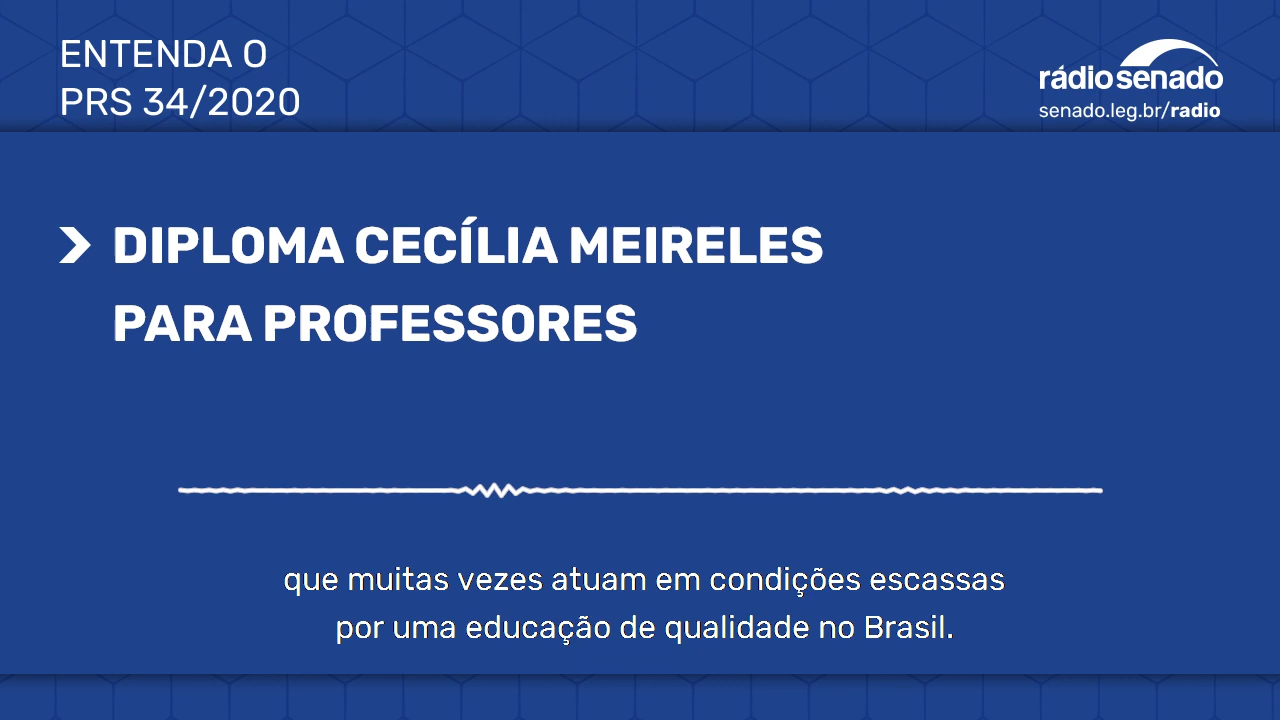 ENTENDA O
PRS 34/2020
rádio senado
senado.leg.br/radio
DIPLOMA CECÍLIA MEIRELES
PARA PROFESSORES
que muitas vezes atuam em condições escassas
por uma educação de qualidade no Brasil.